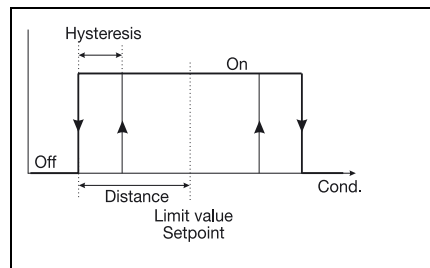 Hysteresis
On
Off
Distance
Cond.
Limit value
Setpoint